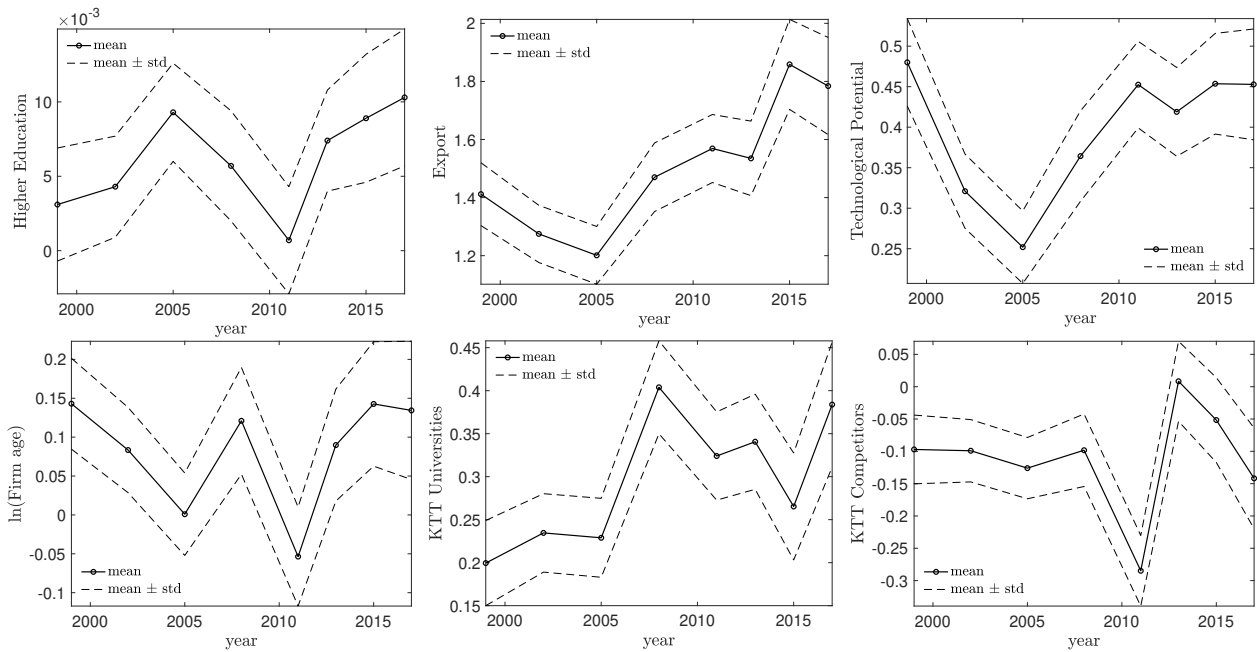 ×10⁻³
10
5
0
Higher Education
mean
mean ± std
2000 2005 2010 2015
year
2
1.8
1.6
1.4
1.2
Export
mean
mean ± std
2000 2005 2010 2015
year
0.5
0.45
0.4
0.35
0.3
0.25
Technological Potential
mean
mean ± std
2000 2005 2010 2015
year
0.2
0.15
0.1
0.05
0
-0.05
-0.1
ln(Firm age)
mean
mean ± std
2000 2005 2010 2015
year
0.45
0.4
0.35
0.3
0.25
0.2
0.15
KTT Universities
mean
mean ± std
2000 2005 2010 2015
year
0.05
0
-0.05
-0.1
-0.15
-0.2
-0.25
-0.3
KTT Competitors
mean
mean ± std
2000 2005 2010 2015
year